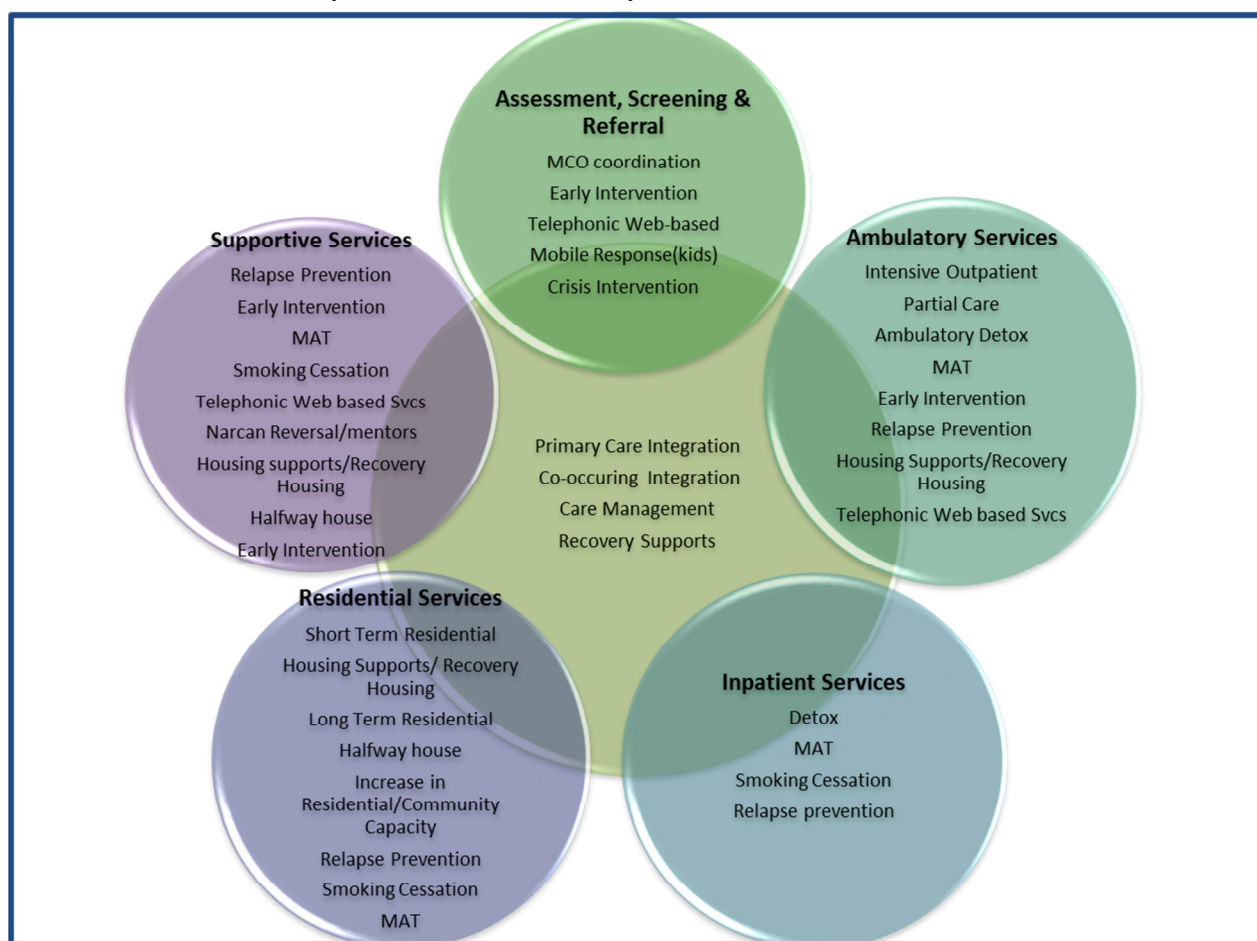 Assessment, Screening &
Referral
MCO coordination
Early Intervention
Telephonic Web-based
Mobile Response(kids)
Crisis Intervention
Supportive Services
Relapse Prevention
Early Intervention
MAT
Smoking Cessation
Telephonic Web based Svcs
Narcan Reversal/mentors
Housing supports/Recovery
Housing
Halfway house
Early Intervention
Ambulatory Services
Intensive Outpatient
Partial Care
Ambulatory Detox
MAT
Early Intervention
Relapse Prevention
Housing Supports/Recovery
Housing
Telephonic Web based Svcs
Primary Care Integration
Co-occuring Integration
Care Management
Recovery Supports
Residential Services
Short Term Residential
Housing Supports/ Recovery
Housing
Long Term Residential
Halfway house
Increase in
Residential/Community
Capacity
Relapse Prevention
Smoking Cessation
MAT
Inpatient Services
Detox
MAT
Smoking Cessation
Relapse prevention